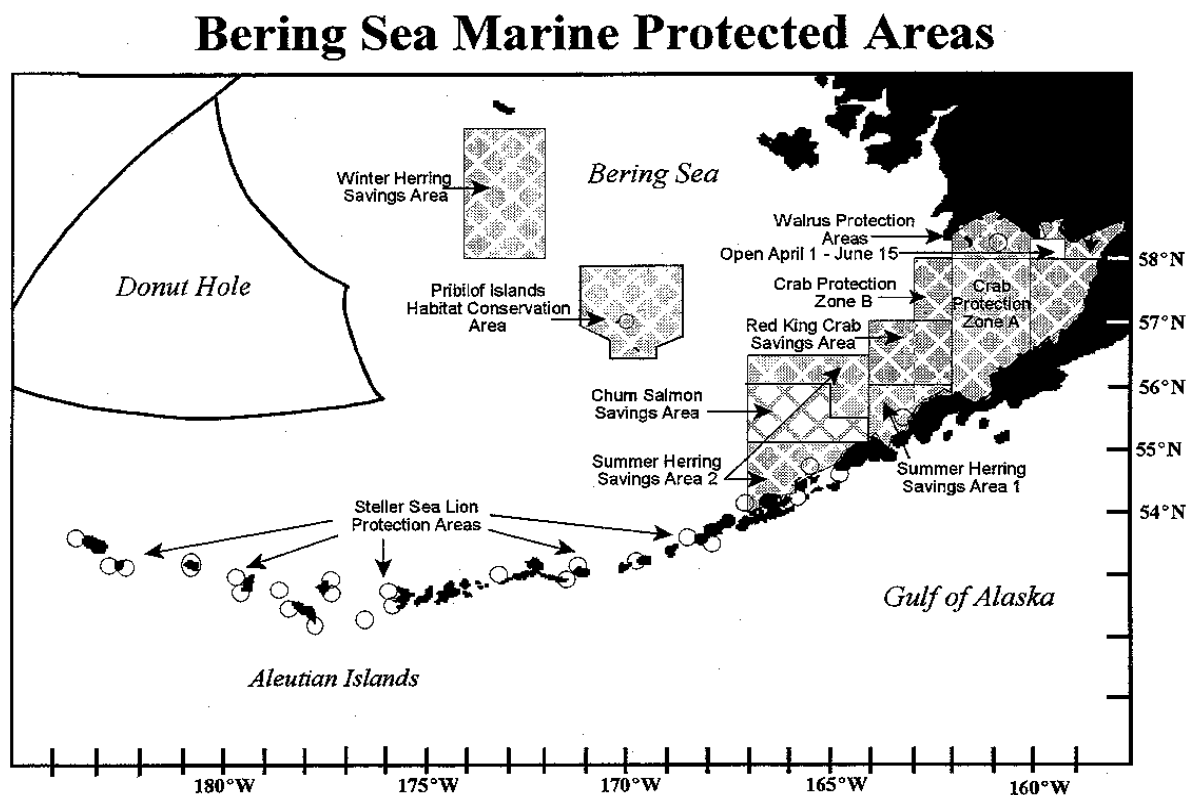 Bering Sea Marine Protected Areas
Winter Herring
Savings Area
Bering Sea
Walrus Protection
Areas
Open April 1 - June 15
58°N
Donut Hole
Pribilof Islands
Habitat Conservation
Area
Crab Protection
Zone B
Crab
Protection
Zone A
57°N
Red King Crab
Savings Area
56°N
Chum Salmon
Savings Area
55°N
Summer Herring
Savings Area 2
Summer Herring
Savings Area 1
54°N
Steller Sea Lion
Protection Areas
Gulf of Alaska
Aleutian Islands
180°W
175°W
170°W
165°W
160°W